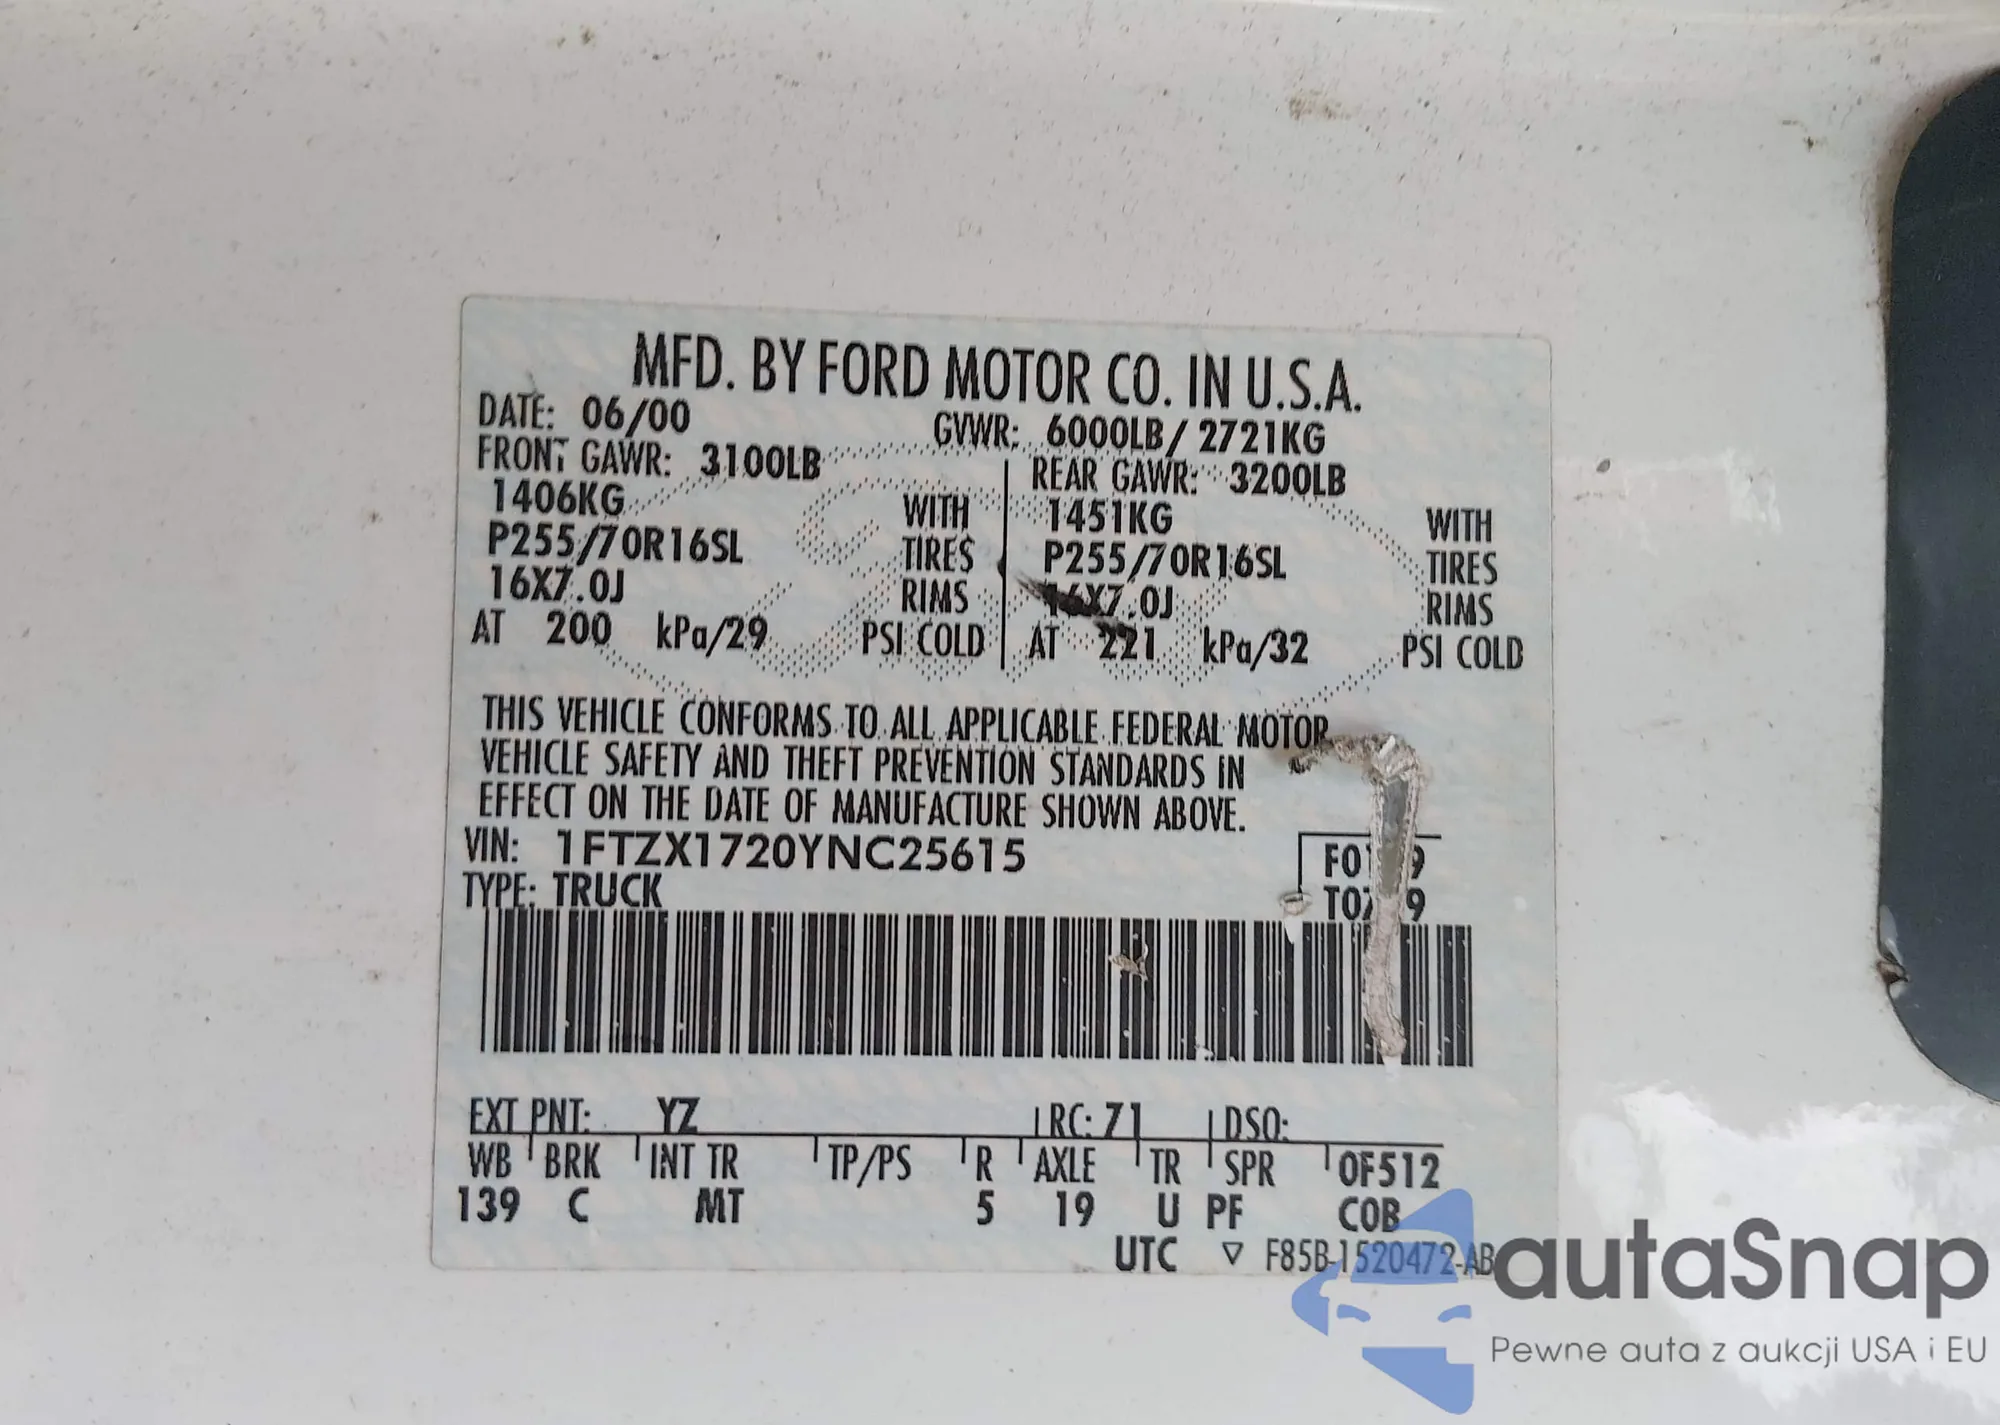 MFD. BY FORD MOTOR CO. IN U.S.A.
DATE: 06/00 GVWR: 6000LB/ 2721KG
FRONT GAWR: 3100LB REAR GAWR: 3200LB
1406KG WITH 1451KG WITH
P255/70R16SL TIRES P255/70R16SL TIRES
16X7.0J RIMS 16X7.0J RIMS
AT 200 kPa/29 PSI COLD AT 221 kPa/32 PSI COLD
THIS VEHICLE CONFORMS TO ALL APPLICABLE FEDERAL MOTOR
VEHICLE SAFETY AND THEFT PREVENTION STANDARDS IN
EFFECT ON THE DATE OF MANUFACTURE SHOWN ABOVE.
VIN: 1FTZX1720YNC25615
TYPE: TRUCK
EXT PNT: YZ RC: 71 DSO:
WB BRK INT TR TP/PS R AXLE TR SPR 0F512
139 C MT 5 19 U PF COB
UTC ▽ F85B-1520472-AB
autaSnap
Pewne auta z aukcji USA i EU